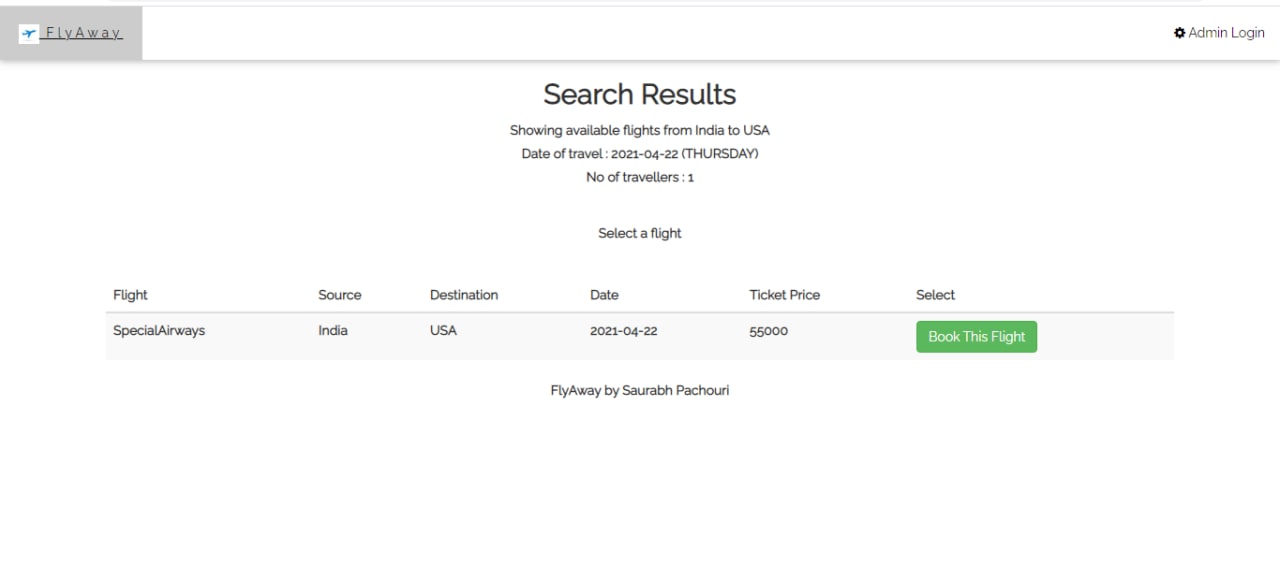 FlyAway
Admin Login
Search Results
Showing available flights from India to USA
Date of travel : 2021-04-22 (THURSDAY)
No of travellers : 1
Select a flight
Flight Source Destination Date Ticket Price Select
SpecialAirways India USA 2021-04-22 55000 Book This Flight
FlyAway by Saurabh Pachouri